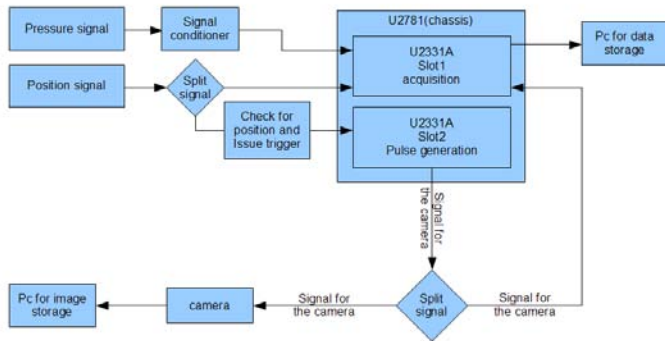 U2781(chassis)
Pressure signal
Signal
conditioner
U2331A
Slot1
acquisition
Pc for data
storage
Position signal
Split
signal
Check for
position and
Issue trigger
U2331A
Slot2
Pulse generation
Signal for
the camera
Pc for image
storage
camera
Signal for
the camera
Split
signal
Signal for
the camera